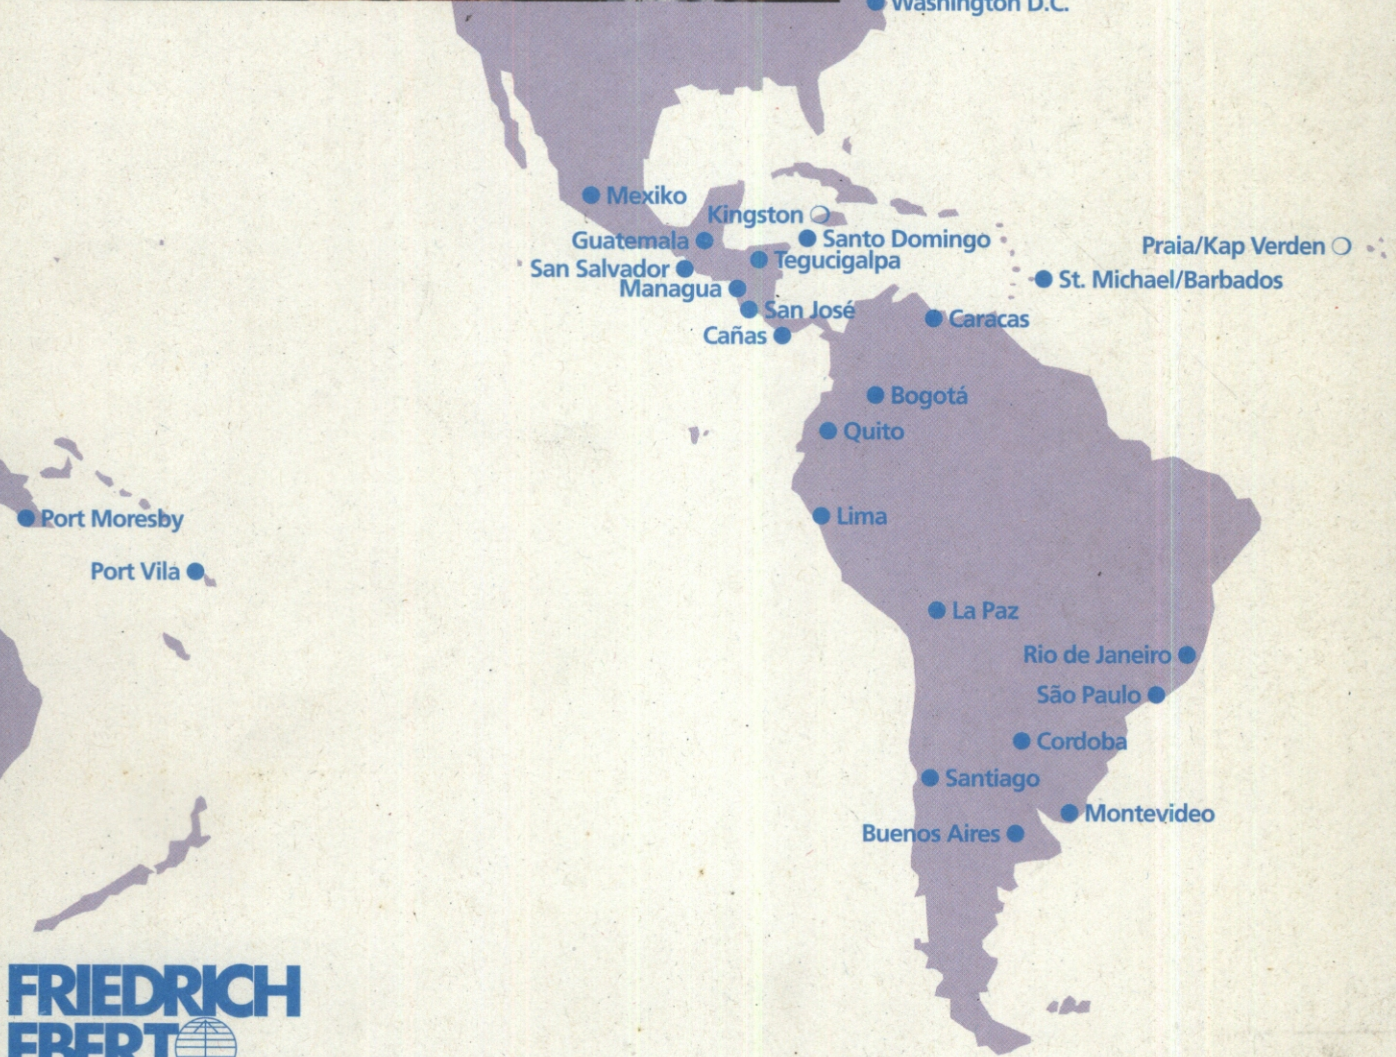 Washington D.C.
Mexiko
Kingston
Guatemala
Santo Domingo
Praia/Kap Verden
San Salvador
Tegucigalpa
St. Michael/Barbados
Managua
San José
Caracas
Cañas
Bogotá
Quito
Lima
Port Moresby
Port Vila
La Paz
Rio de Janeiro
São Paulo
Cordoba
Santiago
Montevideo
Buenos Aires
FRIEDRICH
EBERT